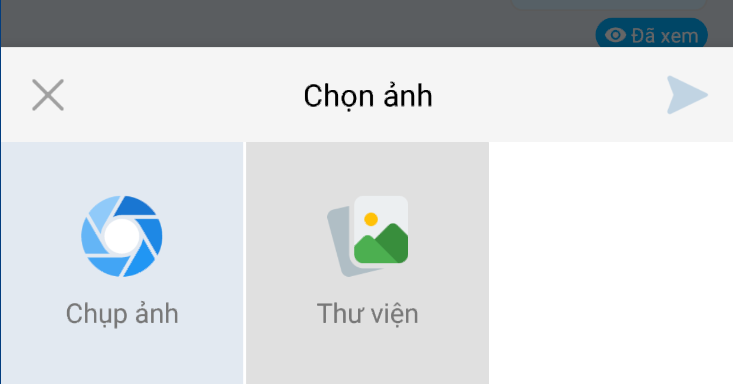 Đã xem
Chọn ảnh
Chụp ảnh
Thư viện